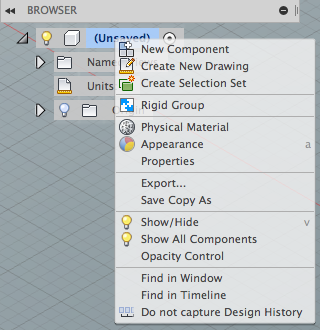 BROWSER
(Unsaved)
Name
Units
New Component
Create New Drawing
Create Selection Set
Rigid Group
Physical Material
Appearance a
Properties
Export...
Save Copy As
Show/Hide v
Show All Components
Opacity Control
Find in Window
Find in Timeline
Do not capture Design History